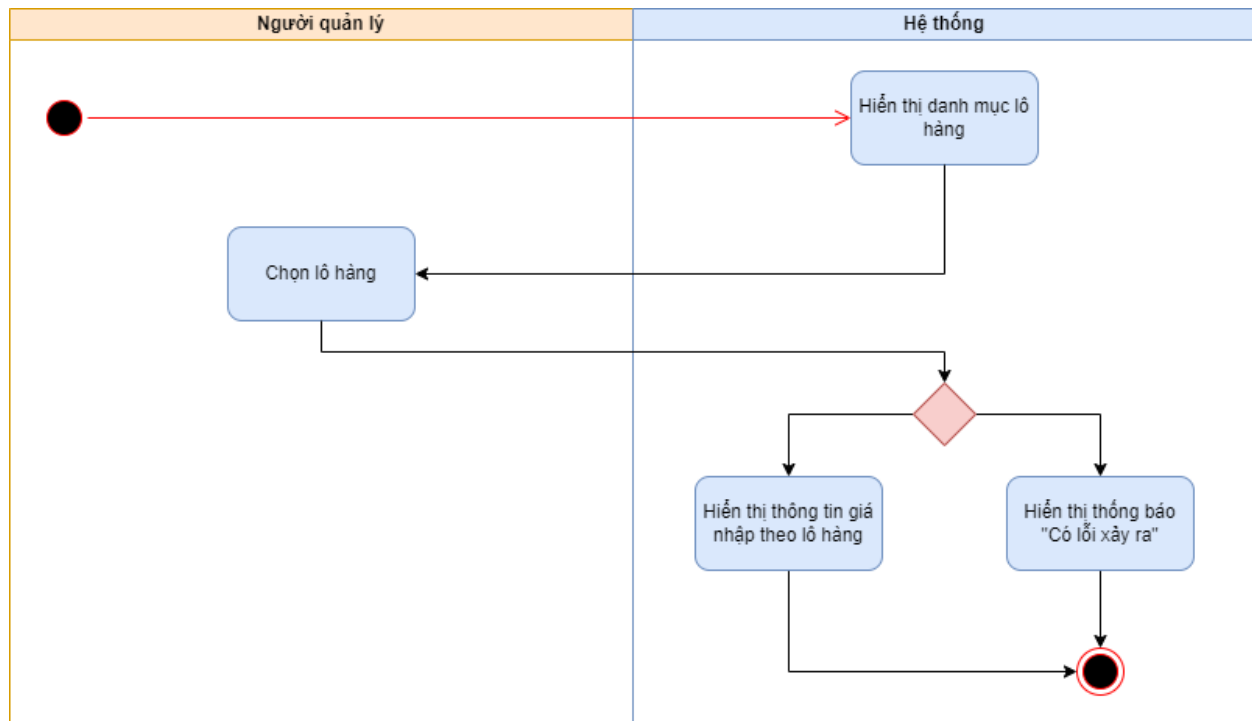 Người quản lý
Hệ thống
Hiển thị danh mục lô
hàng
Chọn lô hàng
Hiển thị thông tin giá
nhập theo lô hàng
Hiển thị thống báo
"Có lỗi xảy ra"